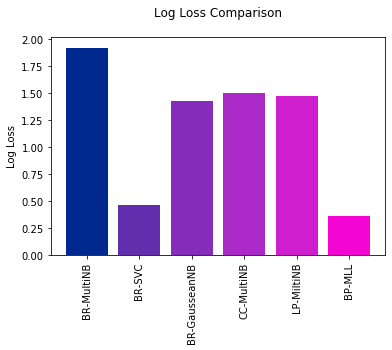 Log Loss Comparison
2.00
1.75
1.50
1.25
1.00
0.75
0.50
0.25
0.00
Log Loss
BR-MultiNB
BR-SVC
BR-GausseanNB
CC-MultiNB
LP-MiltiNB
BP-MLL